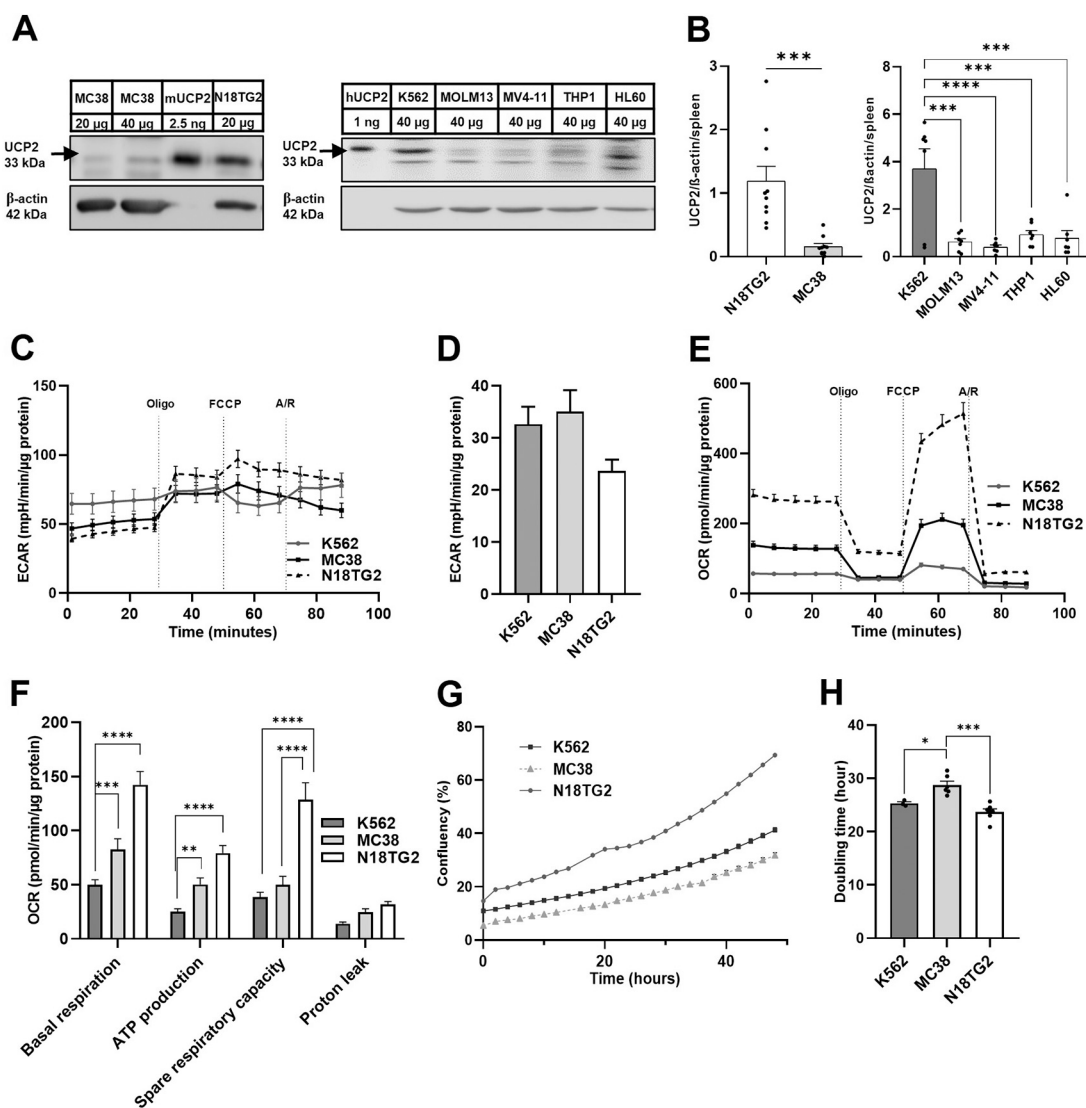 A
MC38 MC38 mUCP2 N18TG2
20 µg 40 µg 2.5 ng 20 µg
UCP2
33 kDa
β-actin
42 kDa
hUCP2 K562 MOLM13 MV4-11 THP1 HL60
1 ng 40 µg 40 µg 40 µg 40 µg 40 µg
UCP2
33 kDa
β-actin
42 kDa
B
***
UCP2/ß-actin/spleen
3
2
1
0
N18TG2 MC38
***
***
****
***
UCP2/ßactin/spleen
8
6
4
2
0
K562 MOLM13 MV4-11 THP1 HL60
C
ECAR (mpH/min/µg protein)
150
100
50
0
Oligo FCCP A/R
K562
MC38
N18TG2
0 20 40 60 80 100
Time (minutes)
D
ECAR (mpH/min/µg protein)
40
30
20
10
0
K562 MC38 N18TG2
E
OCR (pmol/min/µg protein)
600
400
200
0
Oligo FCCP A/R
K562
MC38
N18TG2
0 20 40 60 80 100
Time (minutes)
F
OCR (pmol/min/µg protein)
200
150
100
50
0
****
***
****
**
****
****
K562
MC38
N18TG2
Basal respiration ATP production Spare respiratory capacity Proton leak
G
Confluency (%)
80
60
40
20
0
K562
MC38
N18TG2
0 20 40
Time (hours)
H
Doubling time (hour)
40
30
20
10
0
* ***
K562 MC38 N18TG2